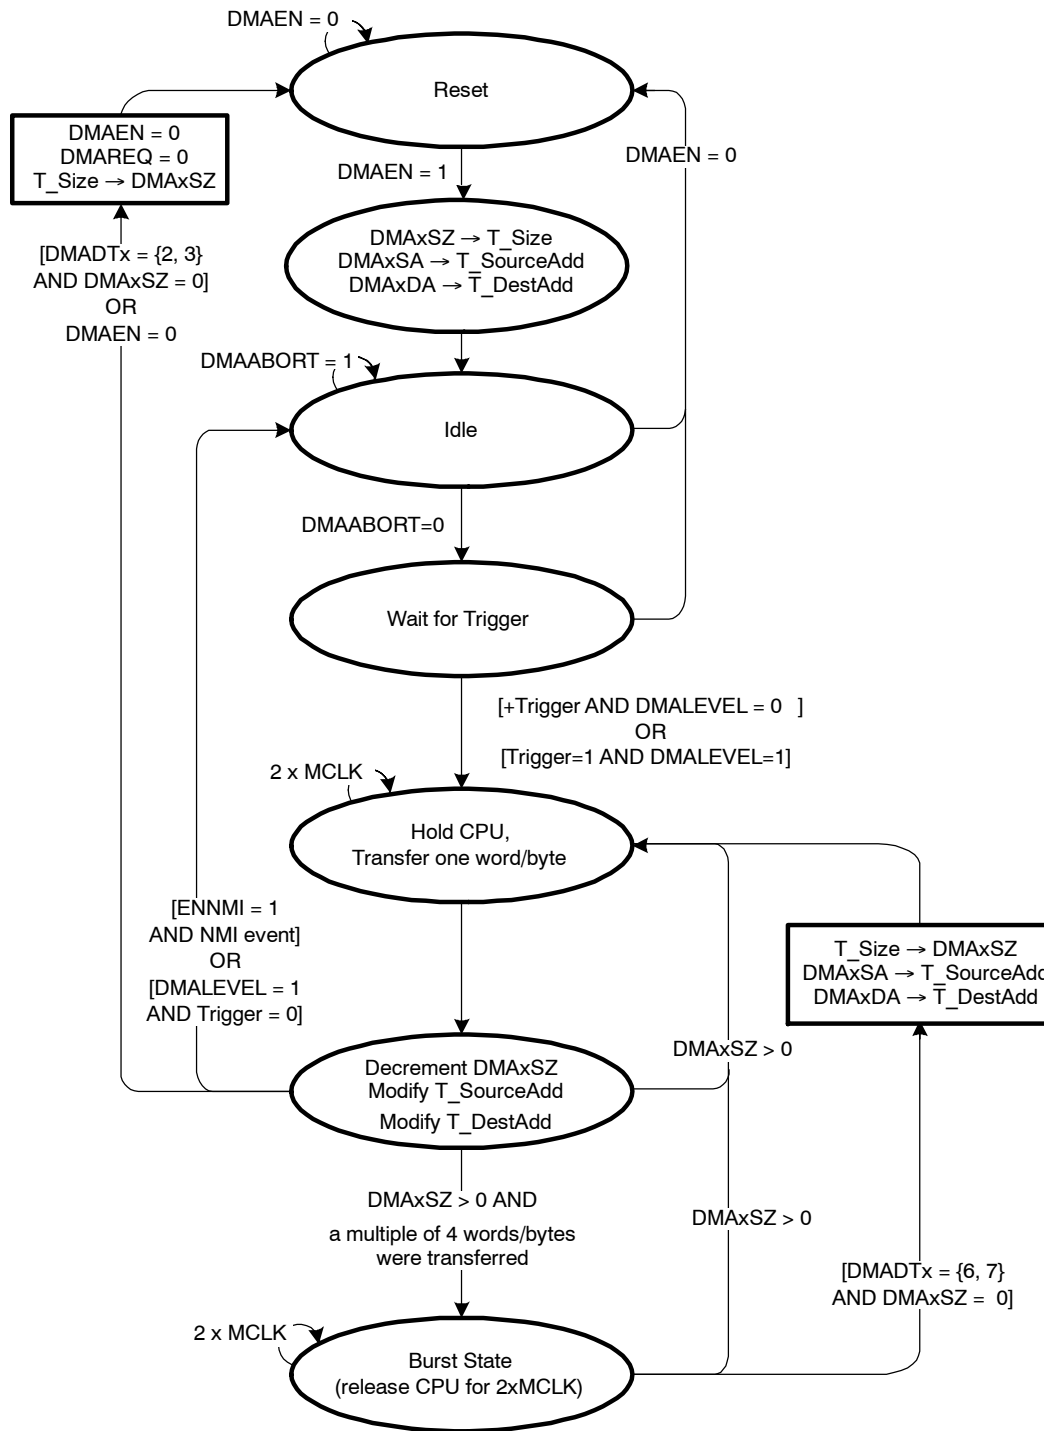 DMAEN = 0
Reset
DMAEN = 0
DMAREQ = 0
T_Size → DMAxSZ
DMAEN = 0
DMAEN = 1
[DMADTx = {2, 3}
AND DMAxSZ = 0]
OR
DMAEN = 0
DMAxSZ → T_Size
DMAxSA → T_SourceAdd
DMAxDA → T_DestAdd
DMAABORT = 1
Idle
DMAABORT=0
Wait for Trigger
[+Trigger AND DMALEVEL = 0 ]
OR
[Trigger=1 AND DMALEVEL=1]
2 x MCLK
Hold CPU,
Transfer one word/byte
[ENNMI = 1
AND NMI event]
OR
[DMALEVEL = 1
AND Trigger = 0]
T_Size → DMAxSZ
DMAxSA → T_SourceAdd
DMAxDA → T_DestAdd
DMAxSZ > 0
Decrement DMAxSZ
Modify T_SourceAdd
Modify T_DestAdd
DMAxSZ > 0 AND
a multiple of 4 words/bytes
were transferred
DMAxSZ > 0
[DMADTx = {6, 7}
AND DMAxSZ = 0]
2 x MCLK
Burst State
(release CPU for 2xMCLK)